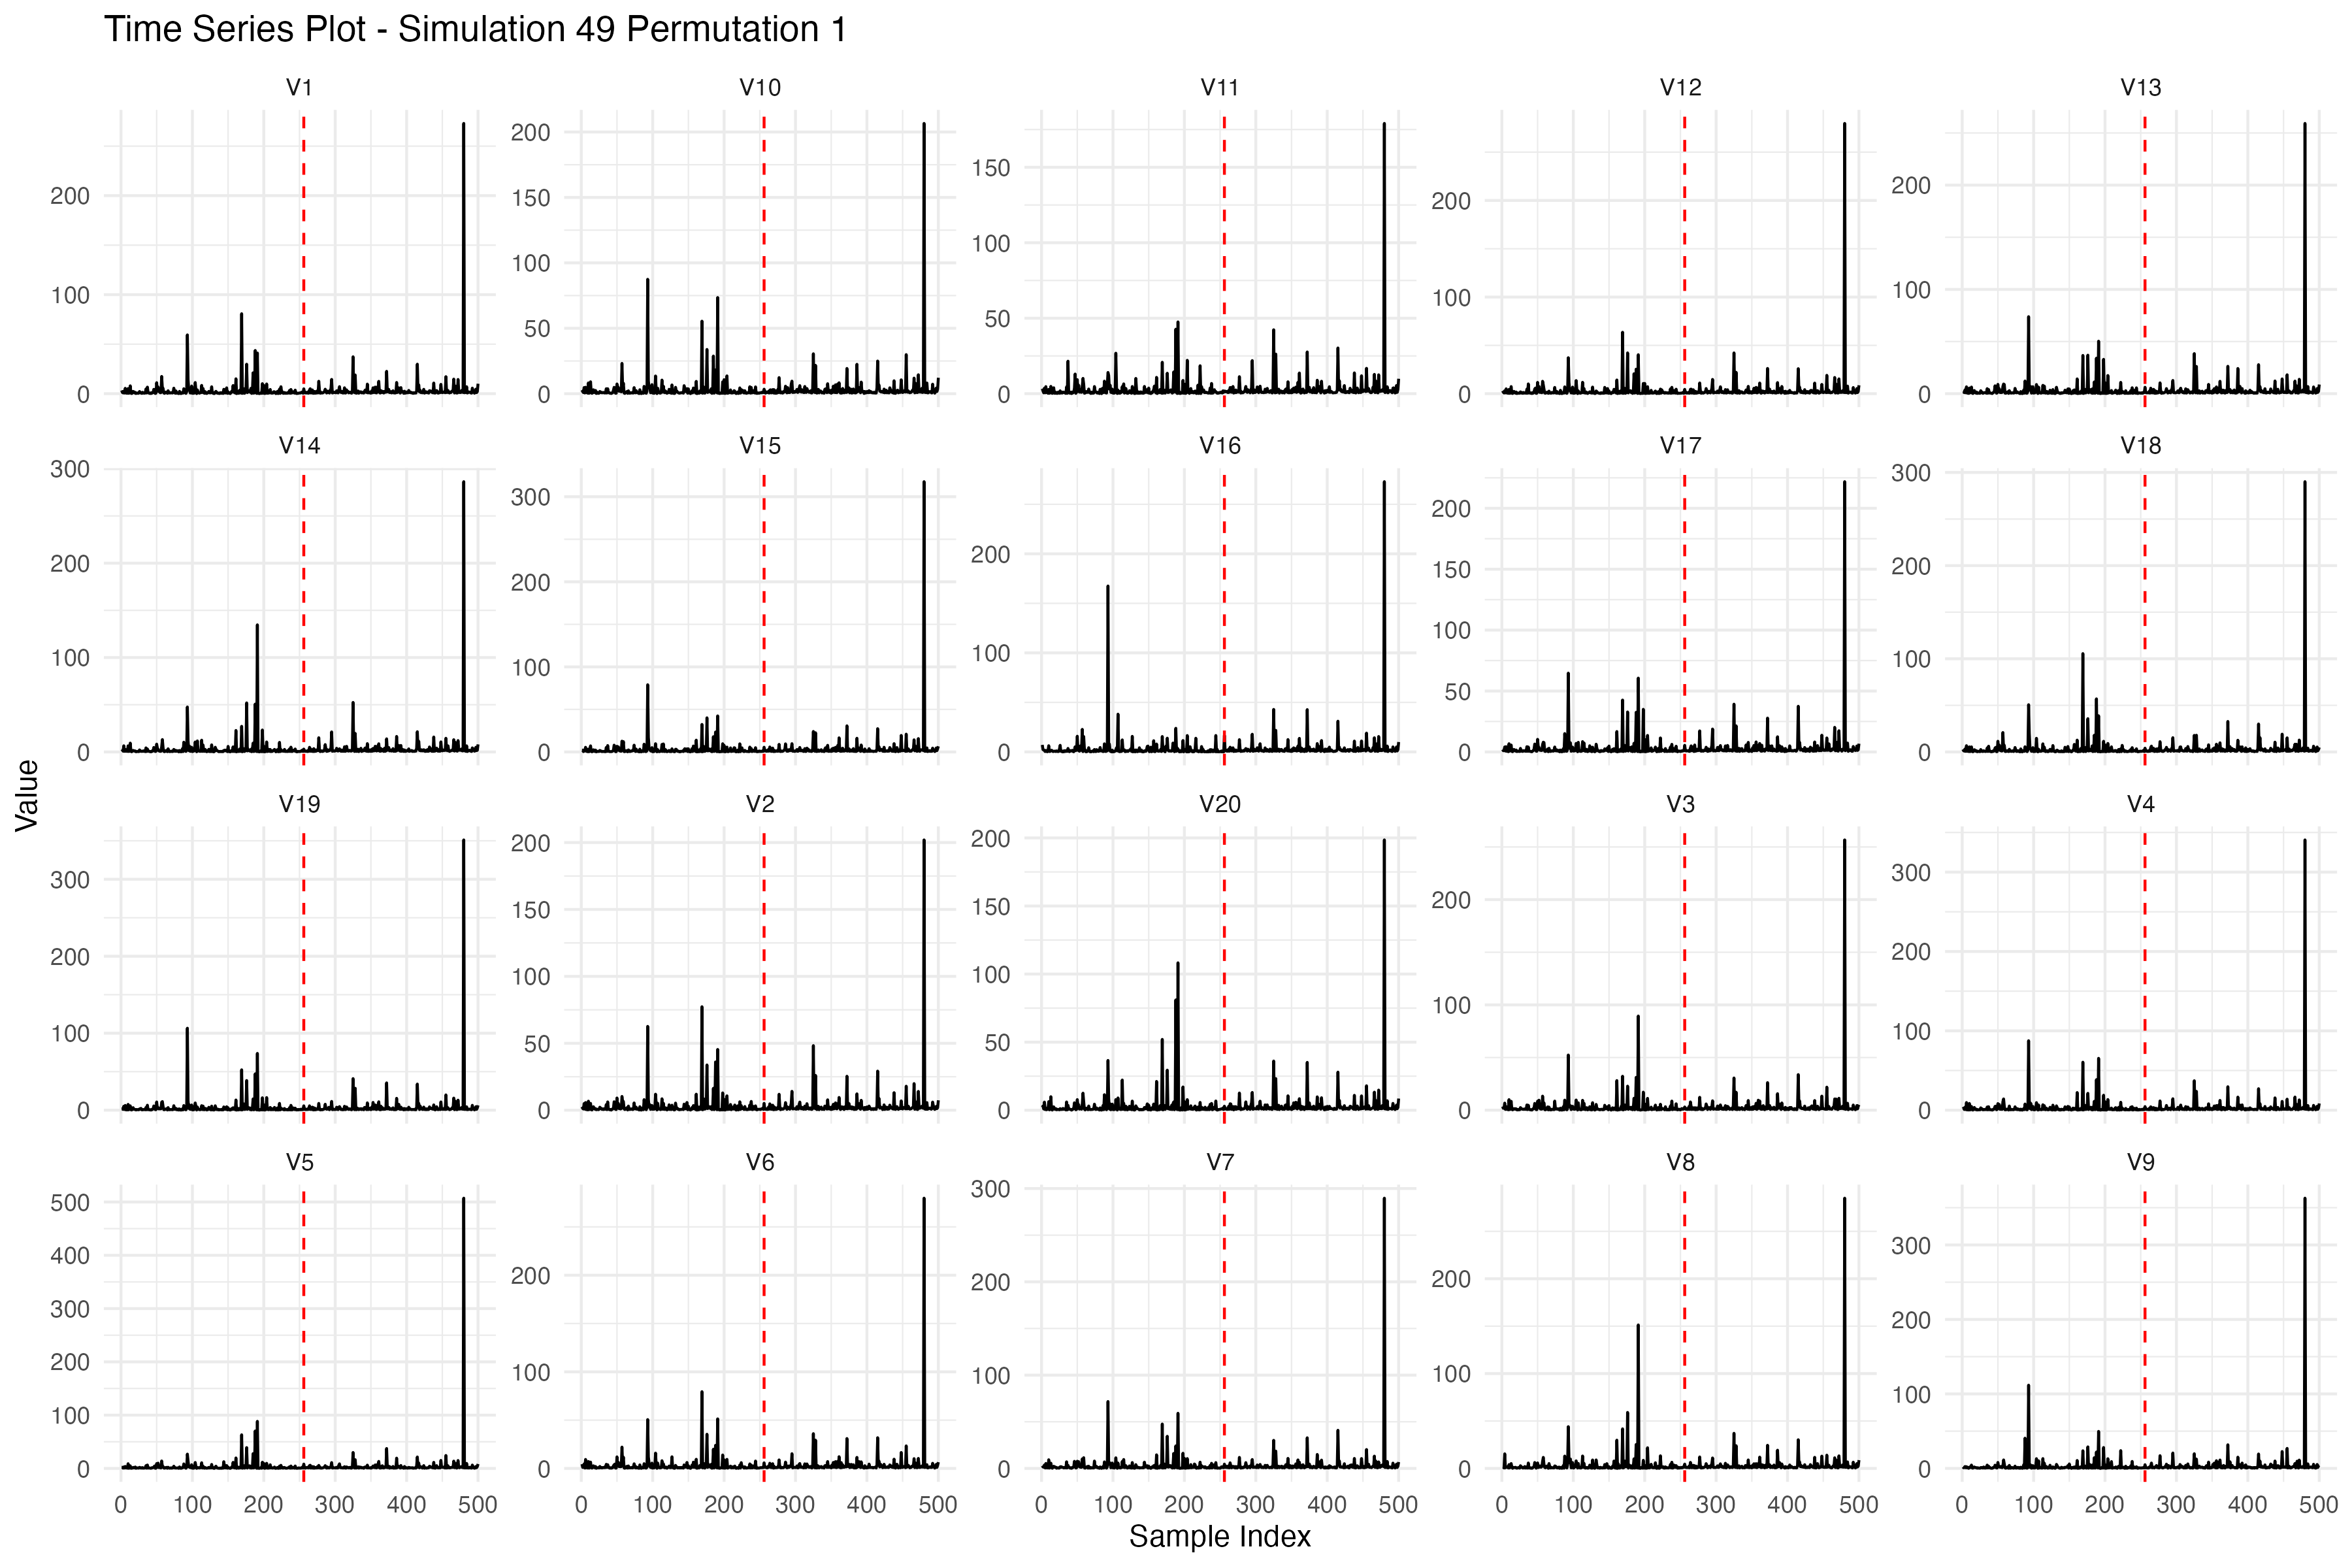 Time Series Plot - Simulation 49 Permutation 1
V1 V10 V11 V12 V13
200 100 0
200 150 100 50 0
150 100 50 0
200 100 0
200 100 0
V14 V15 V16 V17 V18
300 200 100 0
300 200 100 0
200 100 0
200 150 100 50 0
300 200 100 0
Value
V19 V2 V20 V3 V4
300 200 100 0
200 150 100 50 0
200 150 100 50 0
200 100 0
300 200 100 0
V5 V6 V7 V8 V9
500 400 300 200 100 0
200 100 0
300 200 100 0
200 100 0
300 200 100 0
0 100 200 300 400 500 0 100 200 300 400 500 0 100 200 300 400 500 0 100 200 300 400 500 0 100 200 300 400 500
Sample Index